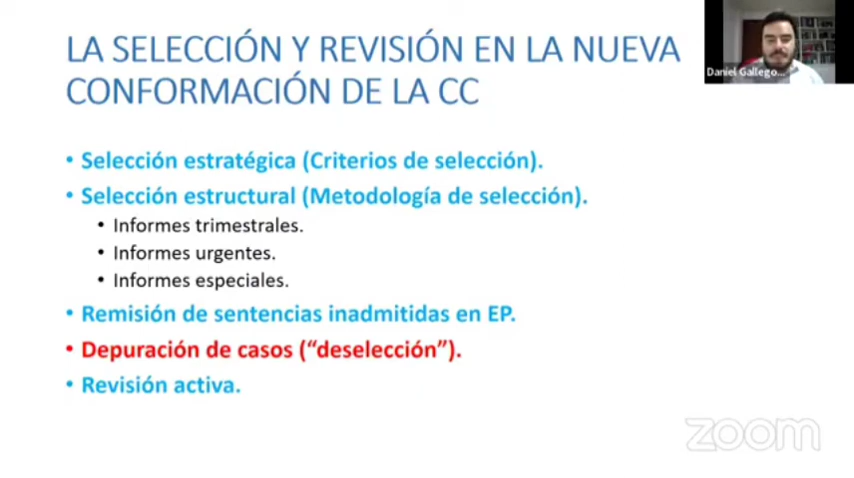 LA SELECCIÓN Y REVISIÓN EN LA NUEVA
CONFORMACIÓN DE LA CC
• Selección estratégica (Criterios de selección).
• Selección estructural (Metodología de selección).
• Informes trimestrales.
• Informes urgentes.
• Informes especiales.
• Remisión de sentencias inadmitidas en EP.
• Depuración de casos (“deselección”).
• Revisión activa.
Daniel Gallego...
zoom